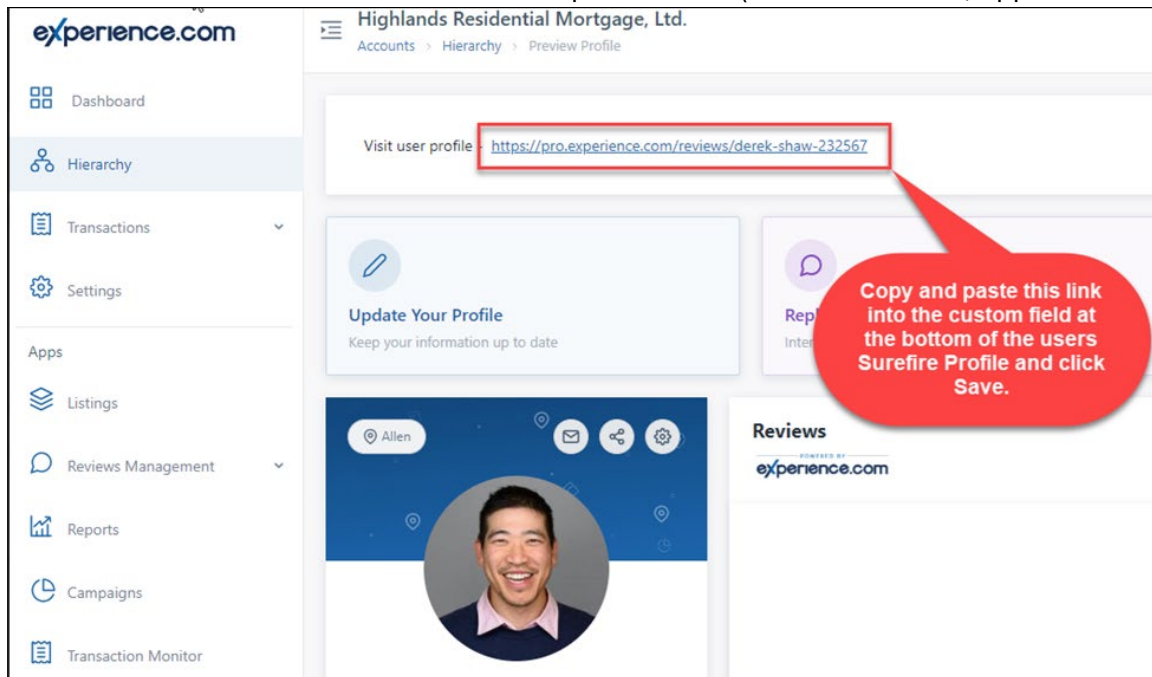 experience.com
Highlands Residential Mortgage, Ltd.
Accounts > Hierarchy > Preview Profile
Dashboard
Hierarchy
Transactions
Settings
Apps
Listings
Reviews Management
Reports
Campaigns
Transaction Monitor
Visit user profile - https://pro.experience.com/reviews/derek-shaw-232567
Update Your Profile
Keep your information up to date
Copy and paste this link
into the custom field at
the bottom of the users
Surefire Profile and click
Save.
Allen
Reviews
POWERED BY
experience.com